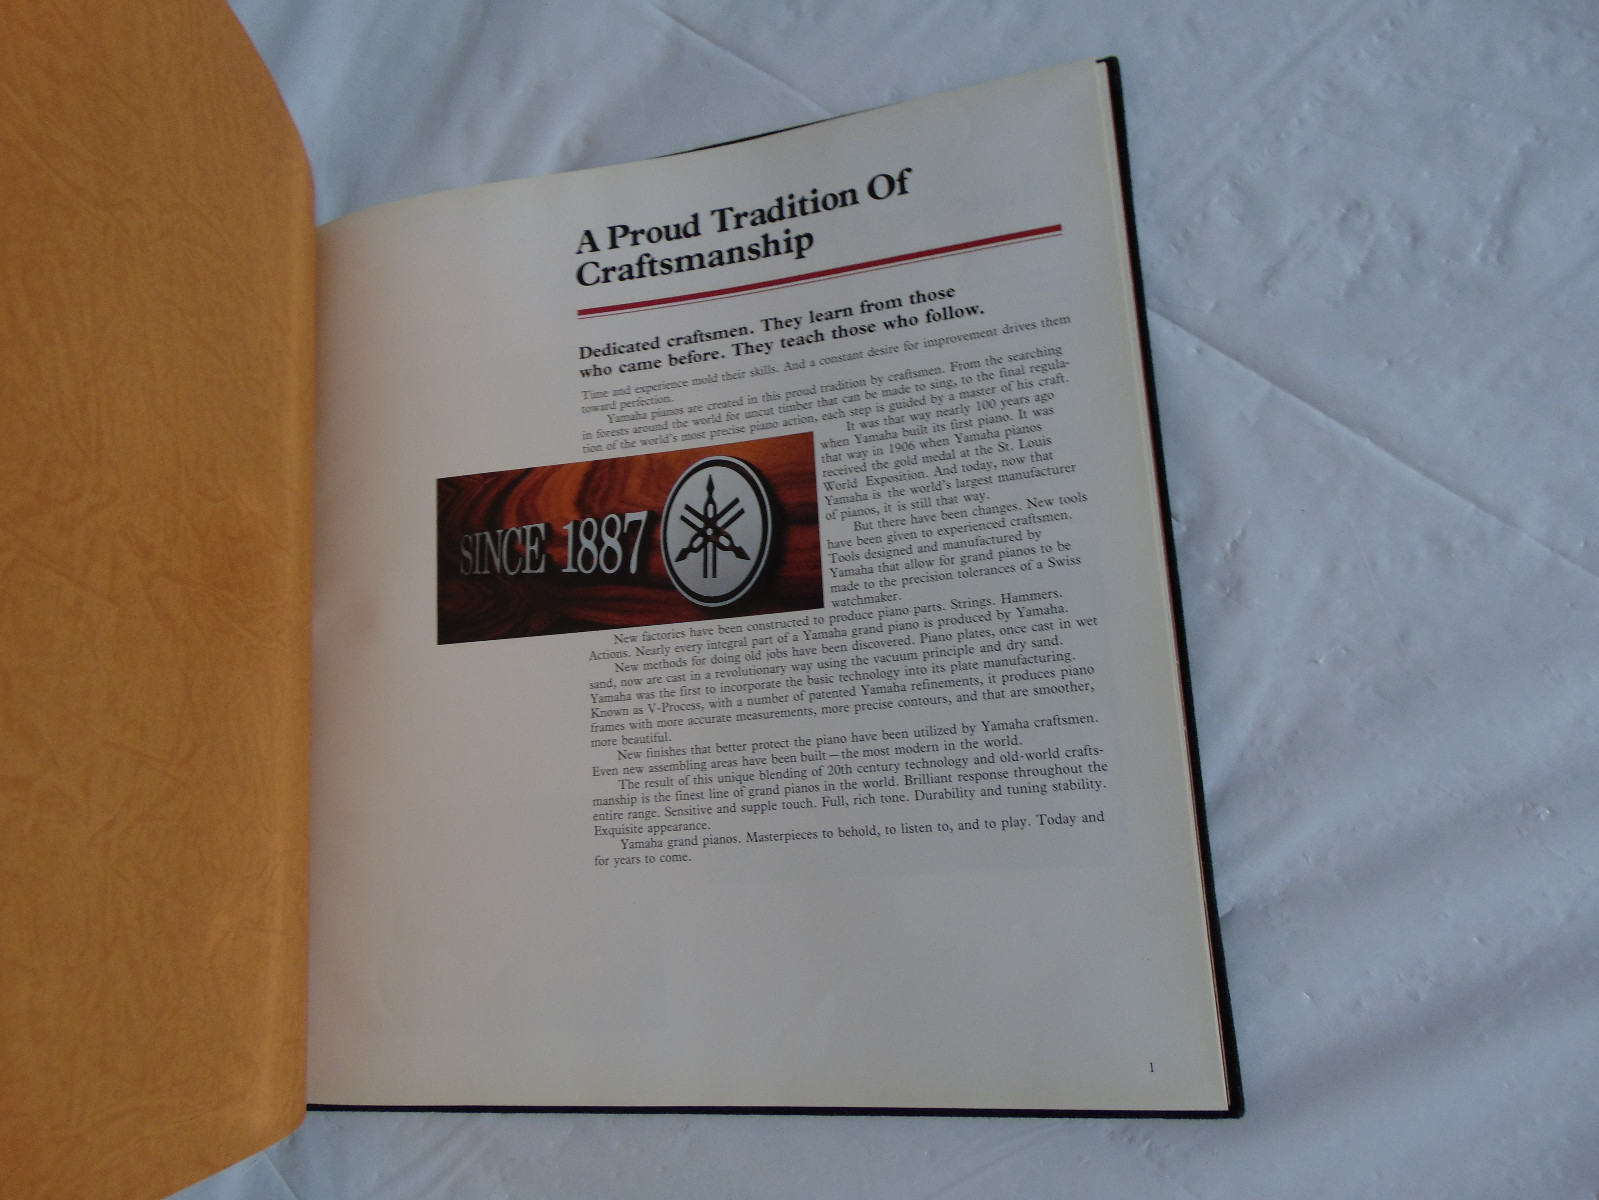 A Proud Tradition Of
Craftsmanship
Dedicated craftsmen. They learn from those
who came before. They teach those who follow.
Time and experience mold their skills. And a constant desire for improvement drives them
toward perfection.
Yamaha pianos are created in this proud tradition by craftsmen. From the searching
in forests around the world for uncut timber that can be made to sing, to the final regula-
tion of the world's most precise piano action, each step is guided by a master of his craft.
It was that way nearly 100 years ago
when Yamaha built its first piano. It was
that way in 1906 when Yamaha pianos
received the gold medal at the St. Louis
World Exposition. And today, now that
Yamaha is the world's largest manufacturer
of pianos, it is still that way.
But there have been changes. New tools
have been given to experienced craftsmen.
Tools designed and manufactured by
Yamaha that allow for grand pianos to be
made to the precision tolerances of a Swiss
watchmaker.
SINCE 1887
New factories have been constructed to produce piano parts. Strings. Hammers.
Actions. Nearly every integral part of a Yamaha grand piano is produced by Yamaha.
New methods for doing old jobs have been discovered. Piano plates, once cast in wet
sand, now are cast in a revolutionary way using the vacuum principle and dry sand.
Yamaha was the first to incorporate the basic technology into its plate manufacturing.
Known as V-Process, with a number of patented Yamaha refinements, it produces piano
frames with more accurate measurements, more precise contours, and that are smoother,
more beautiful.
New finishes that better protect the piano have been utilized by Yamaha craftsmen.
Even new assembling areas have been built—the most modern in the world.
The result of this unique blending of 20th century technology and old-world crafts-
manship is the finest line of grand pianos in the world. Brilliant response throughout the
entire range. Sensitive and supple touch. Full, rich tone. Durability and tuning stability.
Exquisite appearance.
Yamaha grand pianos. Masterpieces to behold, to listen to, and to play. Today and
for years to come.
1